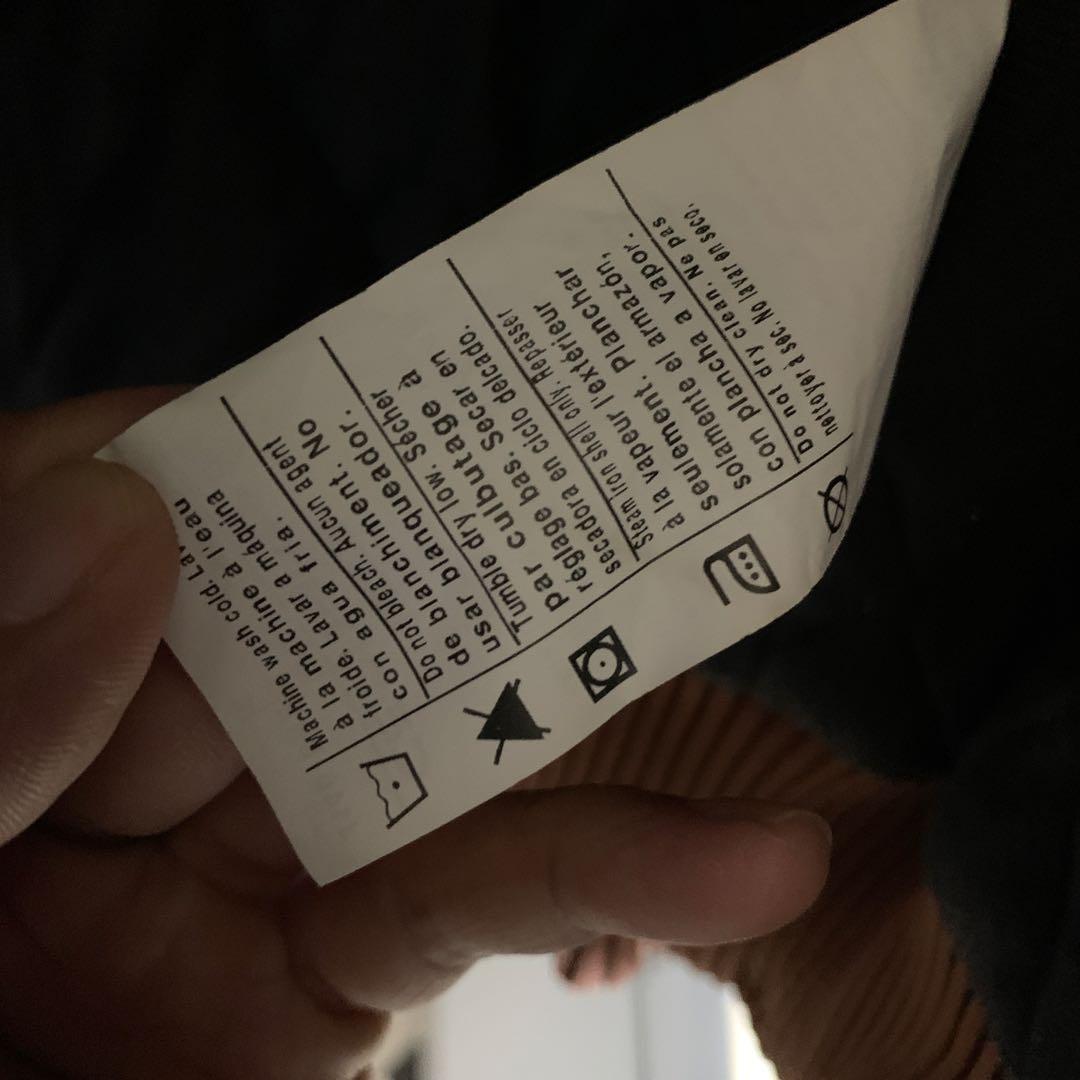 Machine wash cold. La
à la machine à l'eau
froide. Lavar a máquina
con agua fria.
Do not bleach. Aucun agent
de blanchiment. No
usar blanqueador.
Tumble dry low. Sécher
par culbutage à
réglage bas. Secar en
secadora en ciclo delcado.
Steam iron shell only. Repasser
à la vapeur l'extérieur
seulement. Planchar
solamente el armazón,
con plancha a vapor.
Do not dry clean. Ne pas
nettoyer à sec. No lavar en seco.